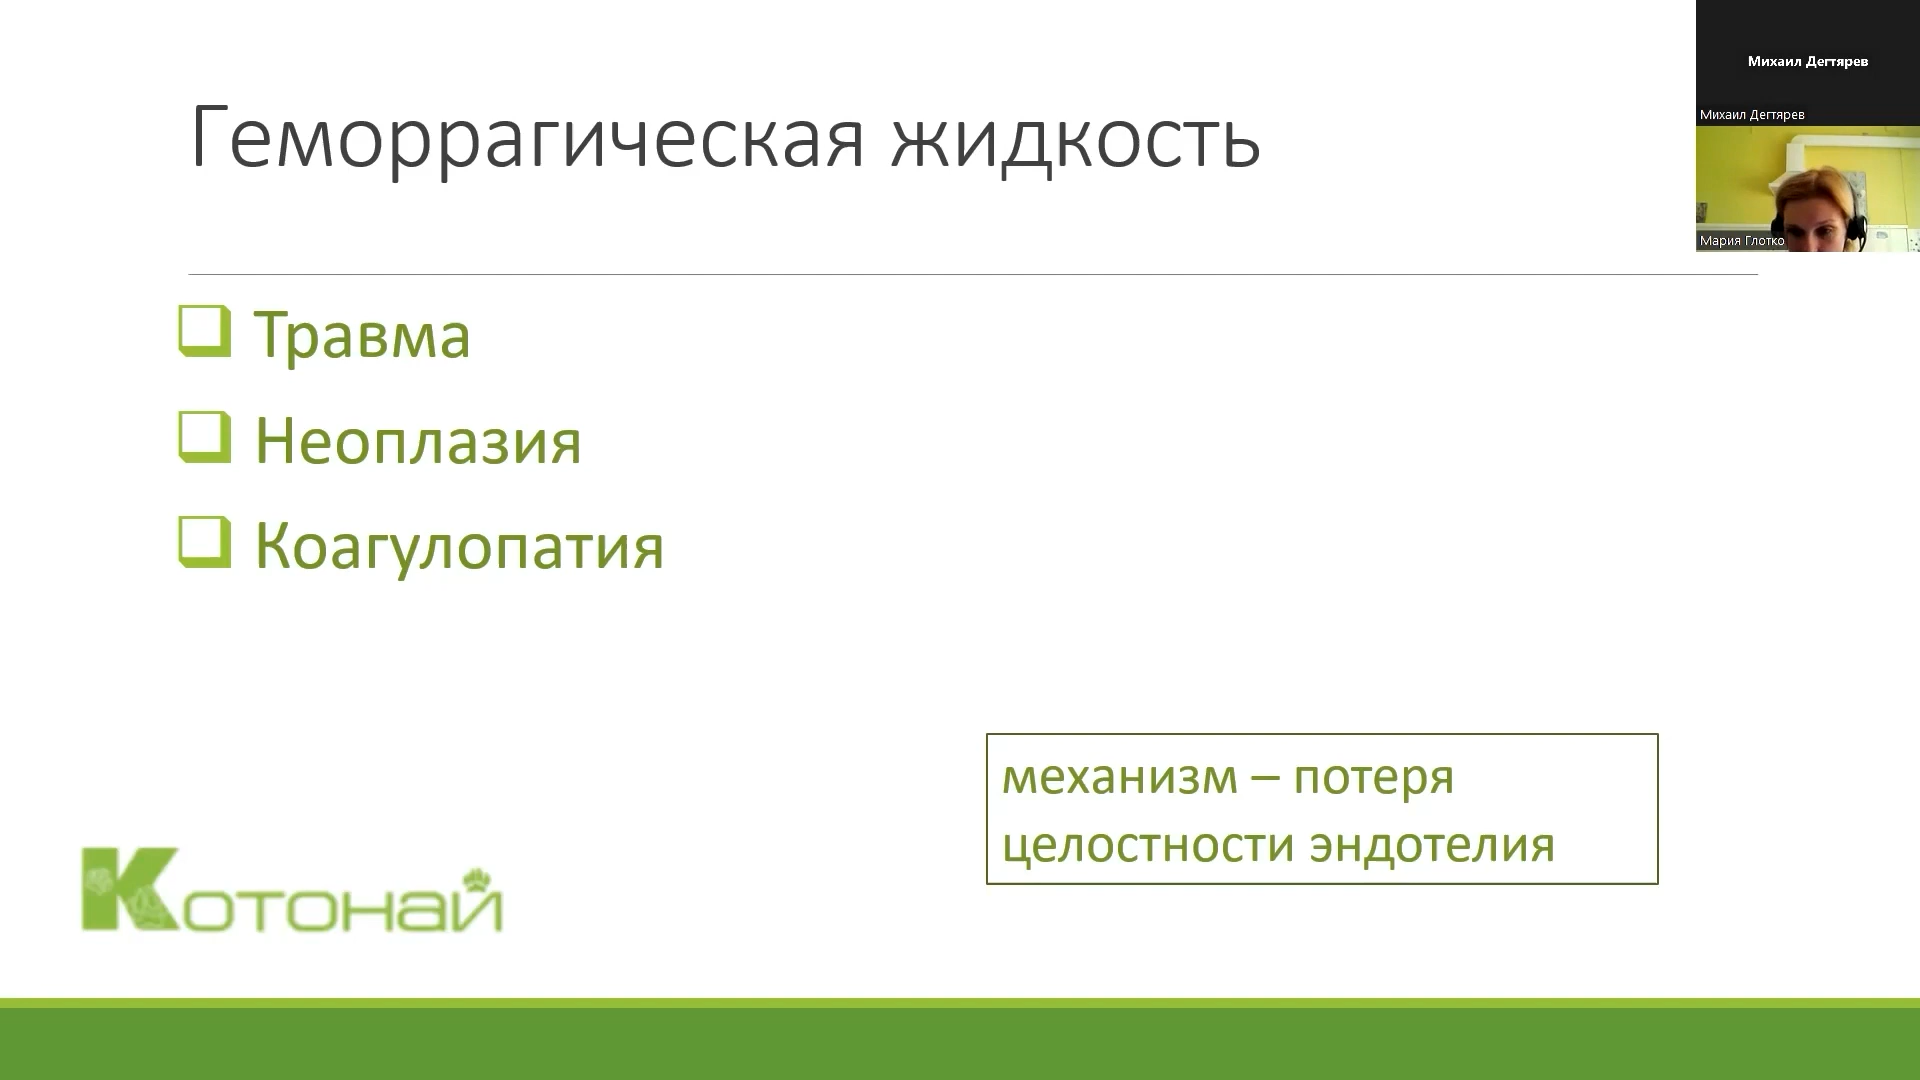 Геморрагическая жидкость
Михаил Дегтярев
Михаил Дегтярев
Мария Глотко
Травма
Неоплазия
Коагулопатия
механизм – потеря
целостности эндотелия
Котонай